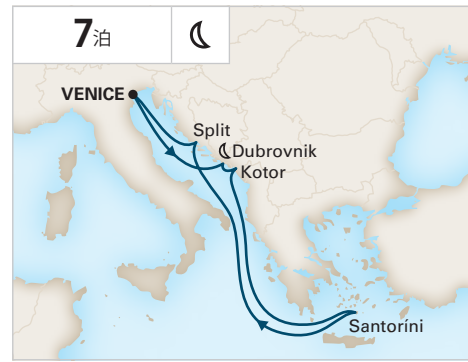 7泊
VENICE
Split
Dubrovnik
Kotor
Santoríni